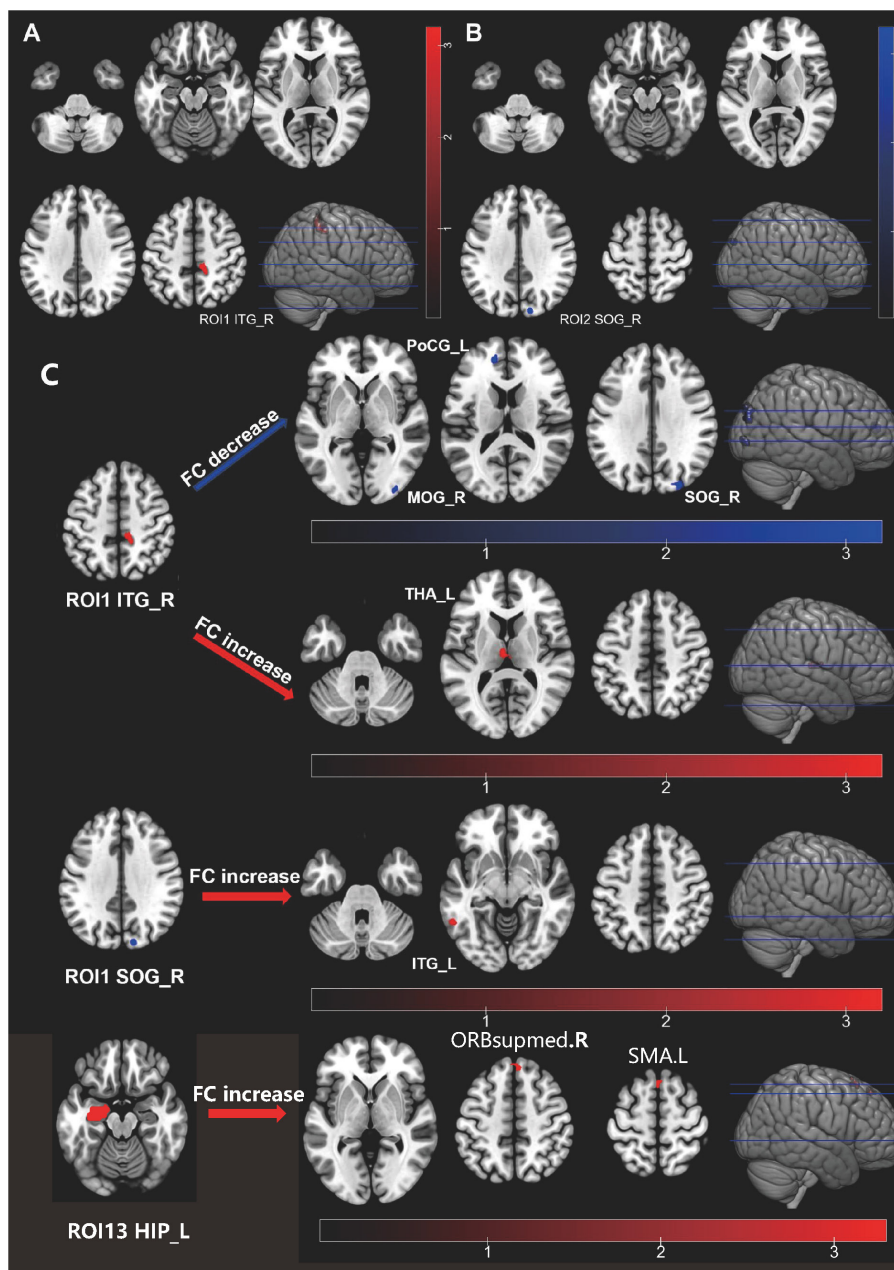 A
B
3
2
1
ROI1 ITG_R
ROI2 SOG_R
C
PoCG_L
FC decrease
MOG_R
SOG_R
1 2 3
ROI1 ITG_R
THA_L
FC increase
1 2 3
FC increase
ITG_L
ROI1 SOG_R
1 2 3
ORBsupmed.R
SMA.L
FC increase
ROI13 HIP_L
1 2 3